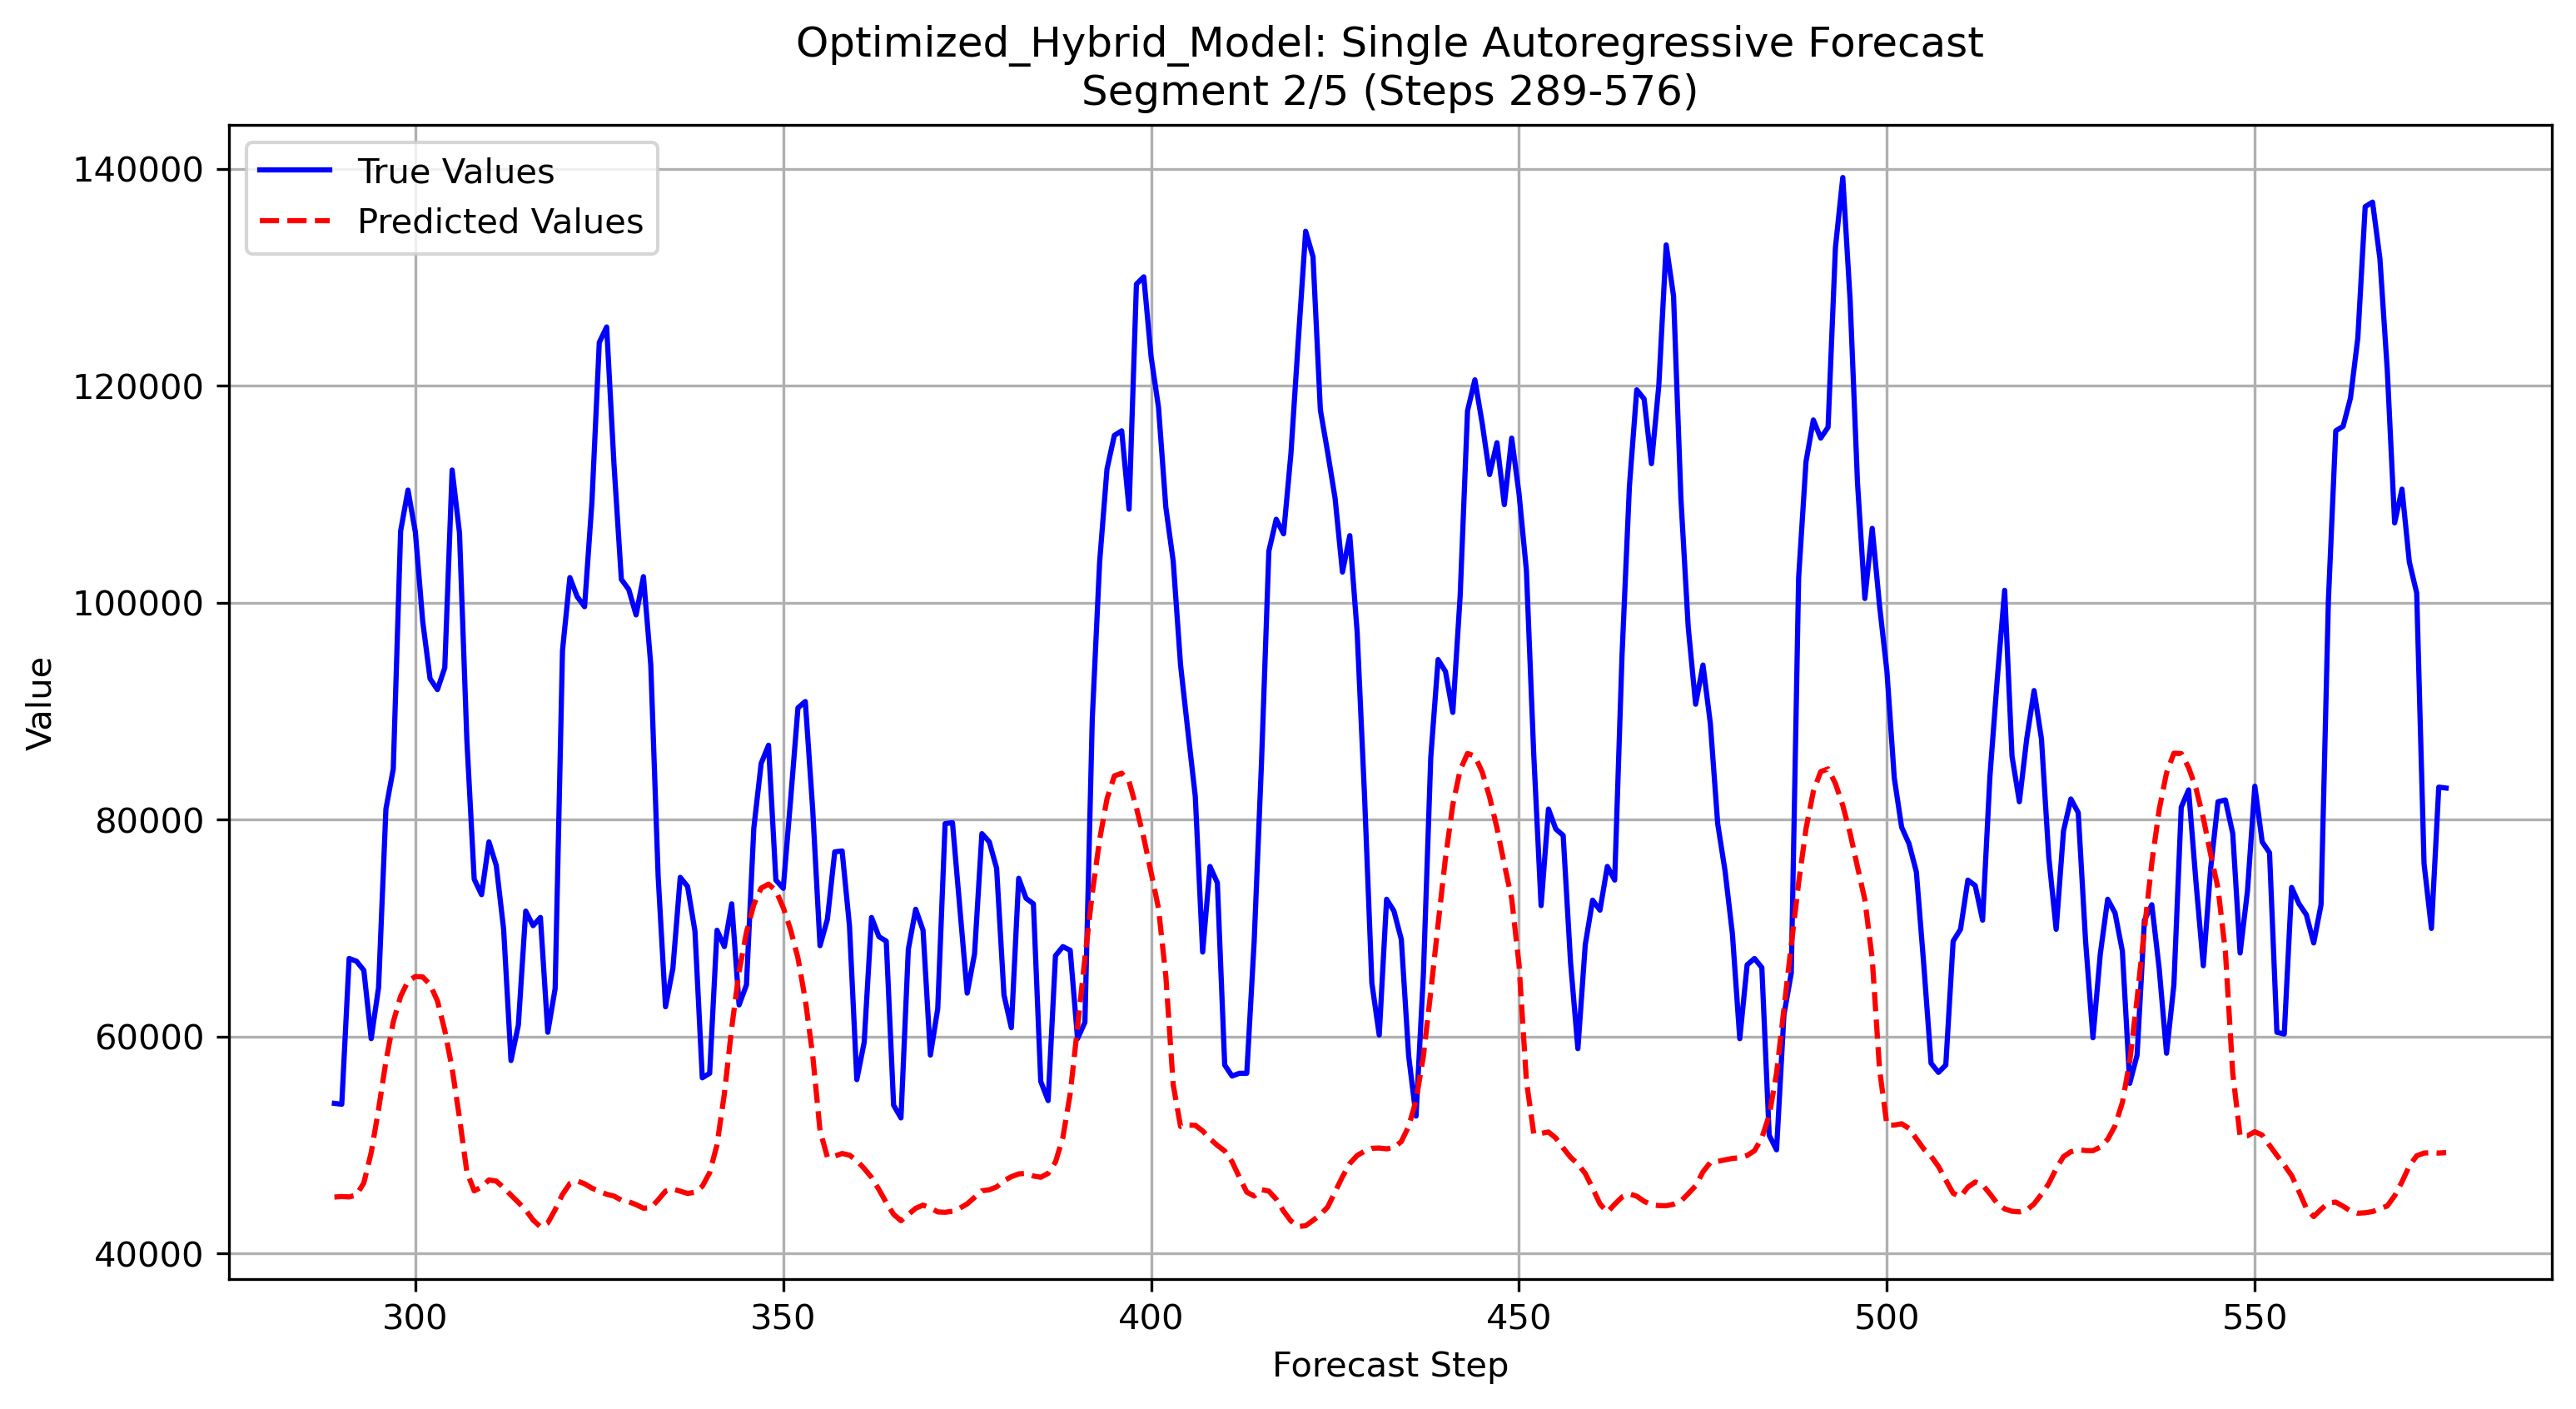 Optimized_Hybrid_Model: Single Autoregressive Forecast
Segment 2/5 (Steps 289-576)
True Values
Predicted Values
140000
120000
100000
80000
60000
40000
Value
300
350
400
450
500
550
Forecast Step